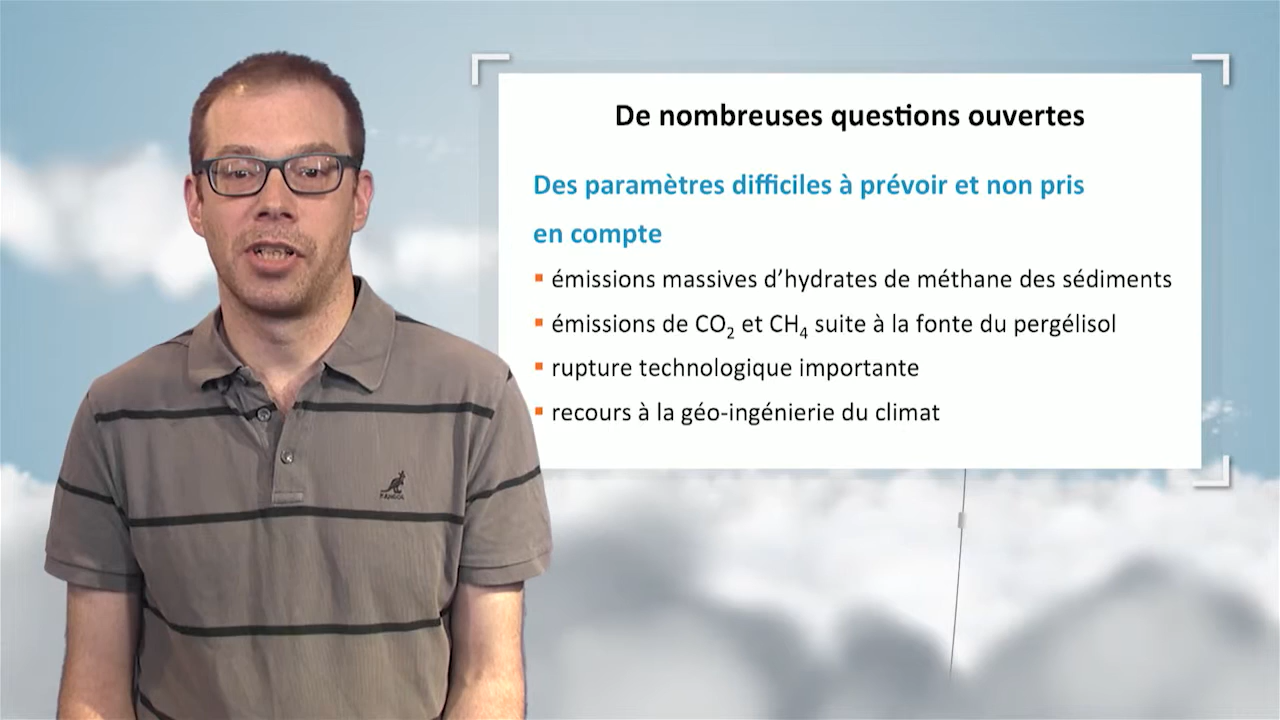 De nombreuses questions ouvertes
Des paramètres difficiles à prévoir et non pris
en compte
émissions massives d’hydrates de méthane des sédiments
émissions de CO₂ et CH₄ suite à la fonte du pergélisol
rupture technologique importante
recours à la géo-ingénierie du climat
KANGOL